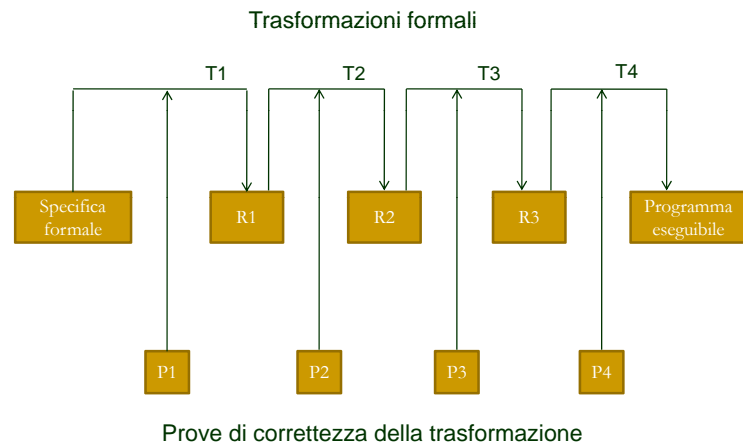 Trasformazioni formali
T1
T2
T3
T4
Specifica
formale
R1
R2
R3
Programma
eseguibile
P1
P2
P3
P4
Prove di correttezza della trasformazione